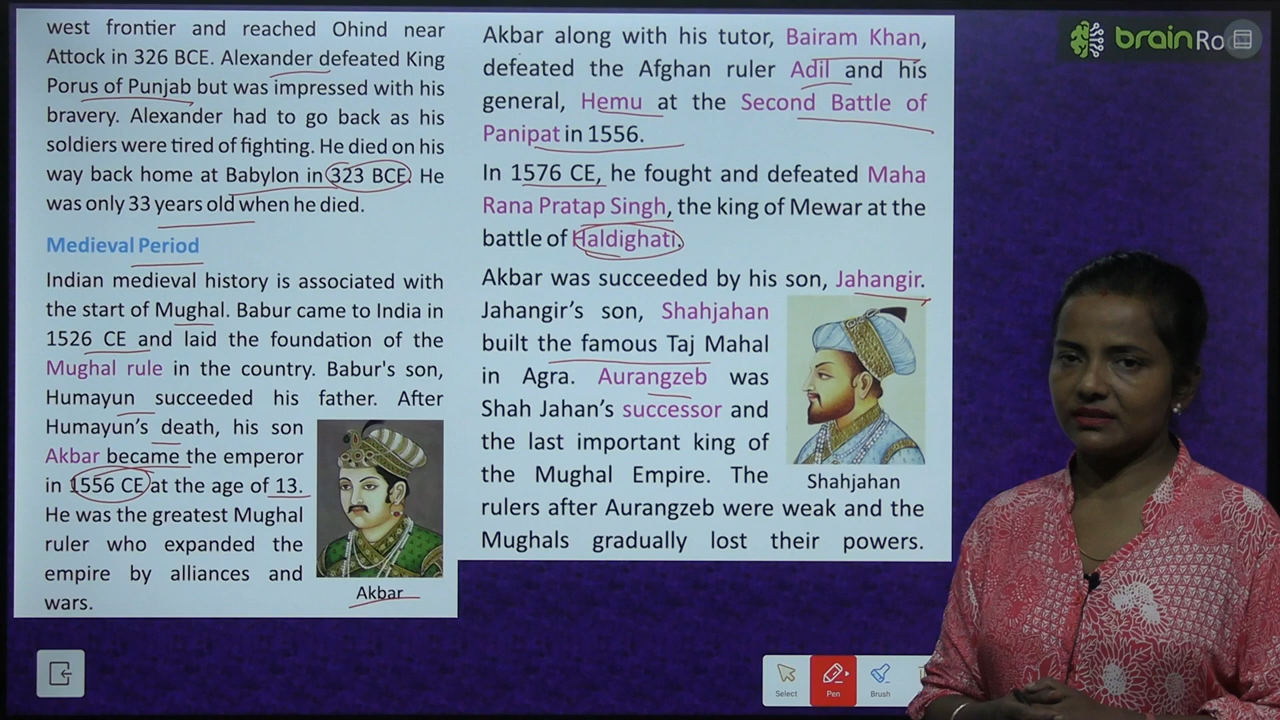 west frontier and reached Ohind near
Attock in 326 BCE. Alexander defeated King
Porus of Punjab but was impressed with his
bravery. Alexander had to go back as his
soldiers were tired of fighting. He died on his
way back home at Babylon in 323 BCE. He
was only 33 years old when he died.
Medieval Period
Indian medieval history is associated with
the start of Mughal. Babur came to India in
1526 CE and laid the foundation of the
Mughal rule in the country. Babur's son,
Humayun succeeded his father. After
Humayun's death, his son
Akbar became the emperor
in 1556 CE at the age of 13.
He was the greatest Mughal
ruler who expanded the
empire by alliances and
wars.
Akbar
Akbar along with his tutor, Bairam Khan,
defeated the Afghan ruler Adil and his
general, Hemu at the Second Battle of
Panipat in 1556.
In 1576 CE, he fought and defeated Maha
Rana Pratap Singh, the king of Mewar at the
battle of Haldighati.
Akbar was succeeded by his son, Jahangir.
Jahangir's son, Shahjahan
built the famous Taj Mahal
in Agra. Aurangzeb was
Shah Jahan's successor and
the last important king of
the Mughal Empire. The
rulers after Aurangzeb were weak and the
Mughals gradually lost their powers.
Shahjahan
brain
Select
Pen
Brush